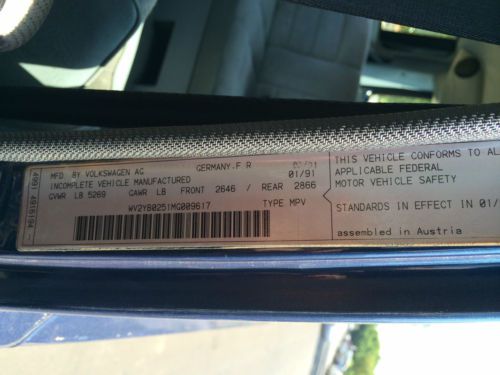 MFD. BY VOLKSWAGEN AG GERMANY.F.R
INCOMPLETE VEHICLE MANUFACTURED 01/91
GVWR LB 5269 GAWR LB FRONT 2646 / REAR 2866
WV2YB0251MG009617 TYPE MPV
THIS VEHICLE CONFORMS TO AL
APPLICABLE FEDERAL
MOTOR VEHICLE SAFETY
STANDARDS IN EFFECT IN 01/
assembled in Austria